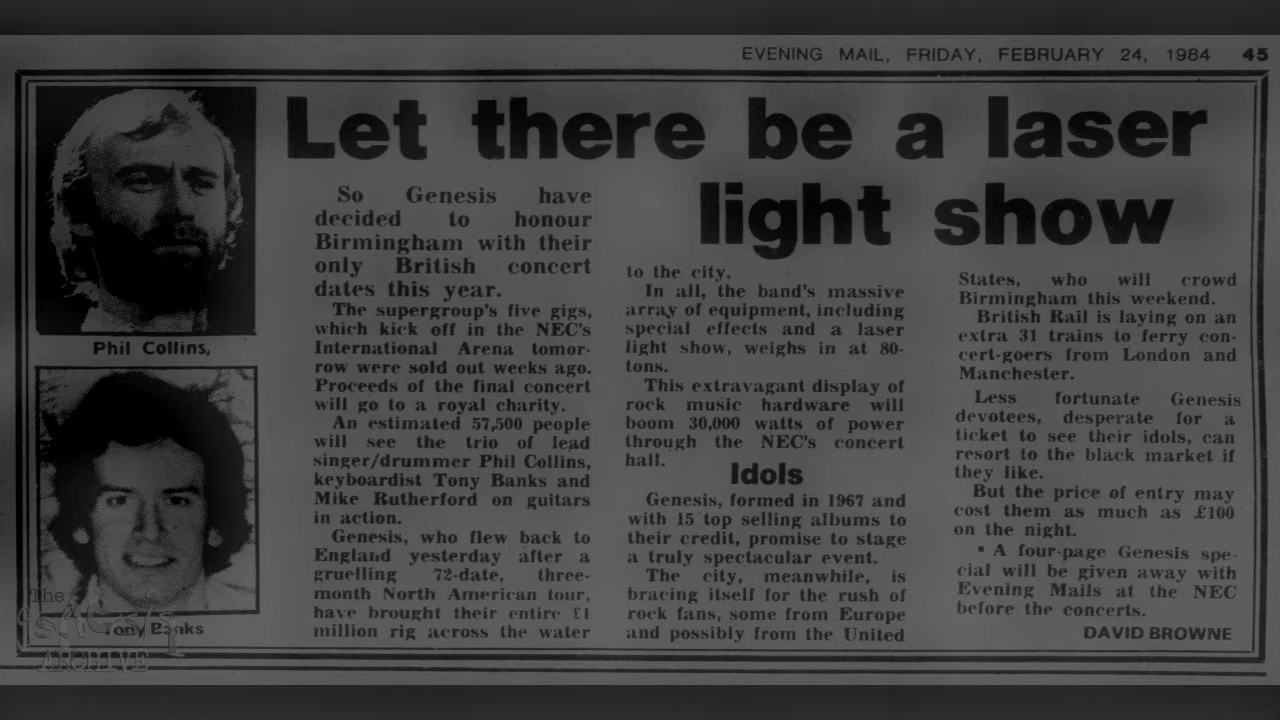 EVENING MAIL, FRIDAY, FEBRUARY 24, 1984 45
Let there be a laser
light show
Phil Collins,
Tony Banks
So Genesis have
decided to honour
Birmingham with their
only British concert
dates this year.
The supergroup's five gigs,
which kick off in the NEC's
International Arena tomor-
row were sold out weeks ago.
Proceeds of the final concert
will go to a royal charity.
An estimated 57,500 people
will see the trio of lead
singer/drummer Phil Collins,
keyboardist Tony Banks and
Mike Rutherford on guitars
in action.
Genesis, who flew back to
England yesterday after a
gruelling 72-date, three-
month North American tour,
have brought their entire £1
million rig across the water
to the city.
In all, the band's massive
array of equipment, including
special effects and a laser
light show, weighs in at 80-
tons.
This extravagant display of
rock music hardware will
boom 30,000 watts of power
through the NEC's concert
hall.
Idols
Genesis, formed in 1967 and
with 15 top selling albums to
their credit, promise to stage
a truly spectacular event.
The city, meanwhile, is
bracing itself for the rush of
rock fans, some from Europe
and possibly from the United
States, who will crowd
Birmingham this weekend.
British Rail is laying on an
extra 31 trains to ferry con-
cert-goers from London and
Manchester.
Less fortunate Genesis
devotees, desperate for a
ticket to see their idols, can
resort to the black market if
they like.
But the price of entry may
cost them as much as £100
on the night.
• A four-page Genesis spe-
cial will be given away with
Evening Mails at the NEC
before the concerts.
DAVID BROWNE
The
GENESIS
ARCHIVE